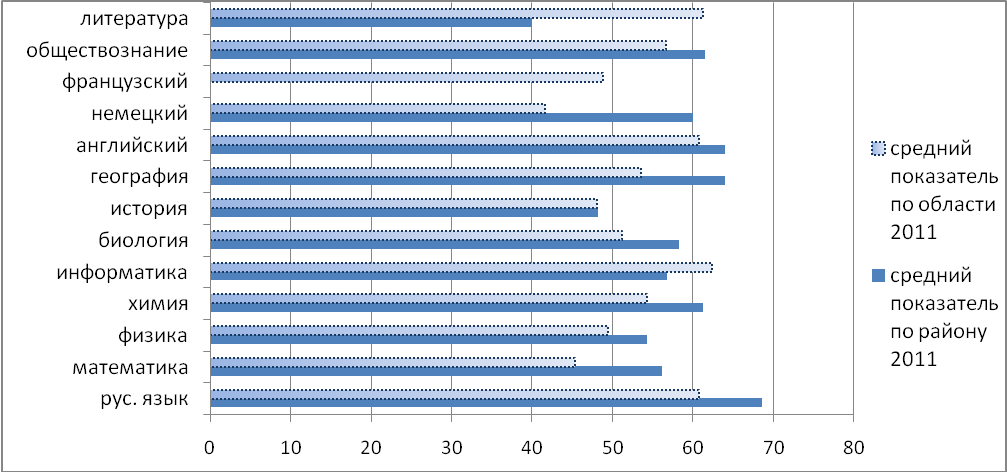 литература
обществознание
французский
немецкий
английский
география
история
биология
информатика
химия
физика
математика
рус. язык
0 10 20 30 40 50 60 70 80
средний
показатель
по области
2011
средний
показатель
по району
2011